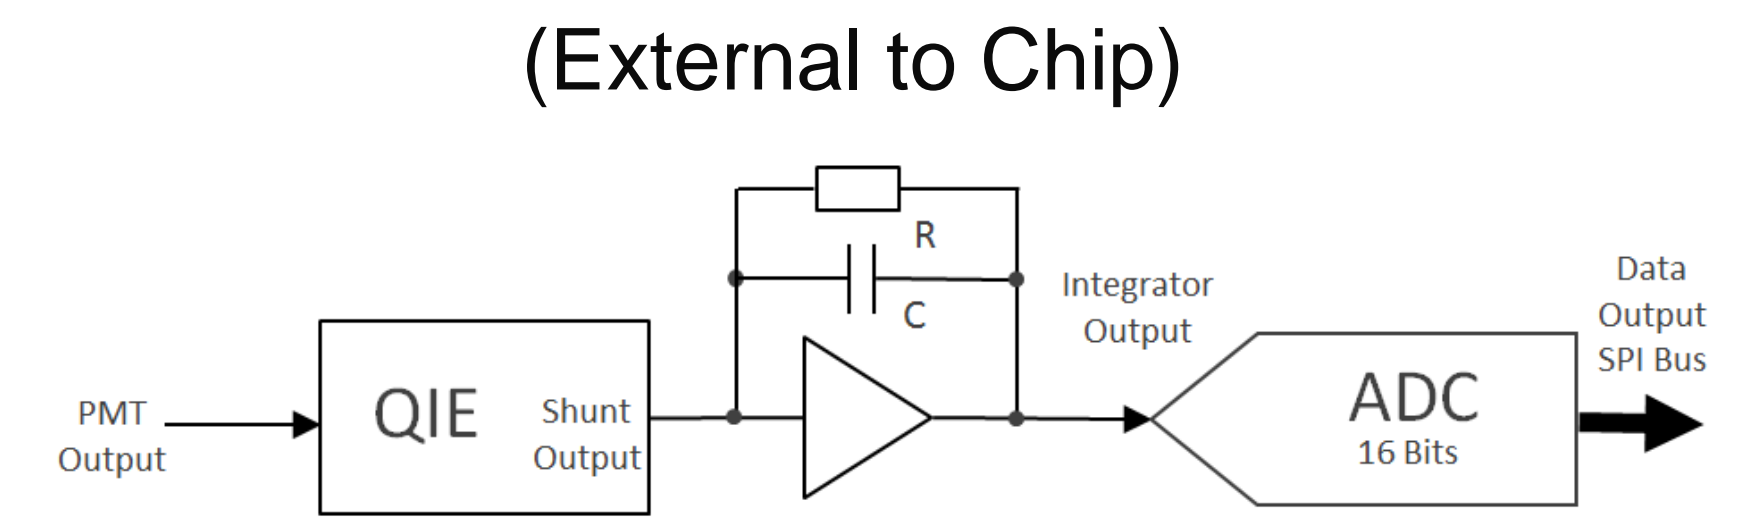 (External to Chip)
R
C
Integrator
Output
Data
Output
SPI Bus
PMT
Output
QIE
Shunt
Output
ADC
16 Bits